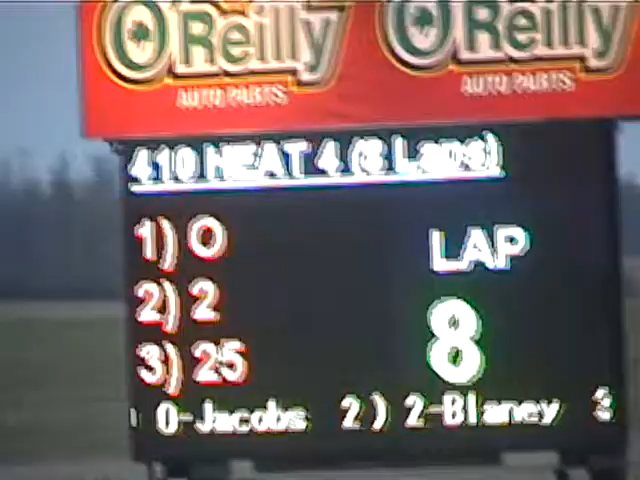 O'Reilly O'Reilly
AUTO PARTS AUTO PARTS
410 HEAT 4 (8 Laps)
1) 0
LAP
2) 2
8
3) 25
0-Jacobs 2) 2-Blaney 3